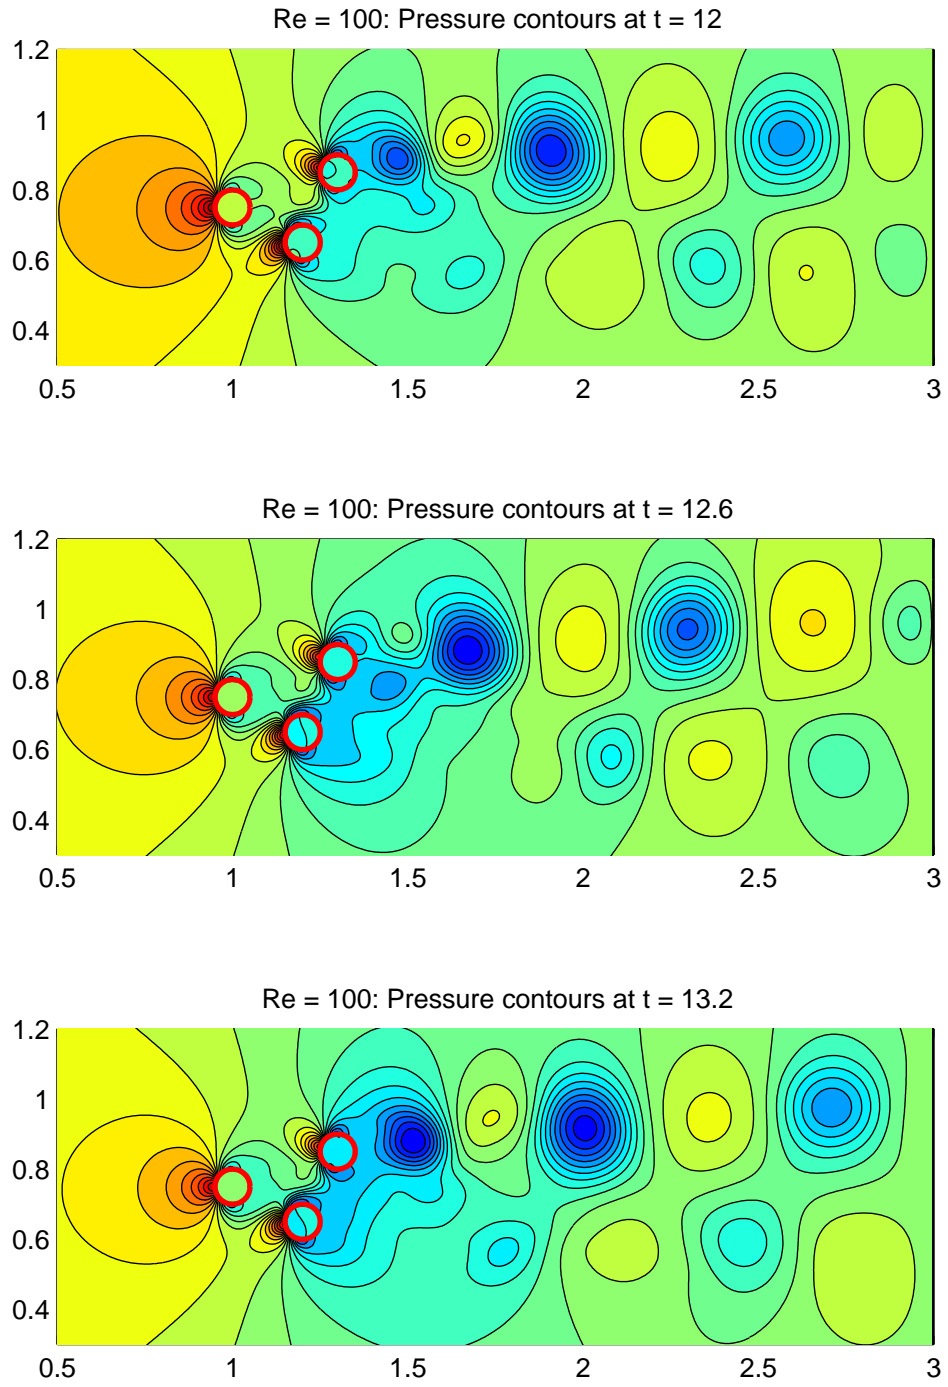 Re = 100: Pressure contours at t = 12
1.2
1
0.8
0.6
0.4
0.5 1 1.5 2 2.5 3
Re = 100: Pressure contours at t = 12.6
1.2
1
0.8
0.6
0.4
0.5 1 1.5 2 2.5 3
Re = 100: Pressure contours at t = 13.2
1.2
1
0.8
0.6
0.4
0.5 1 1.5 2 2.5 3